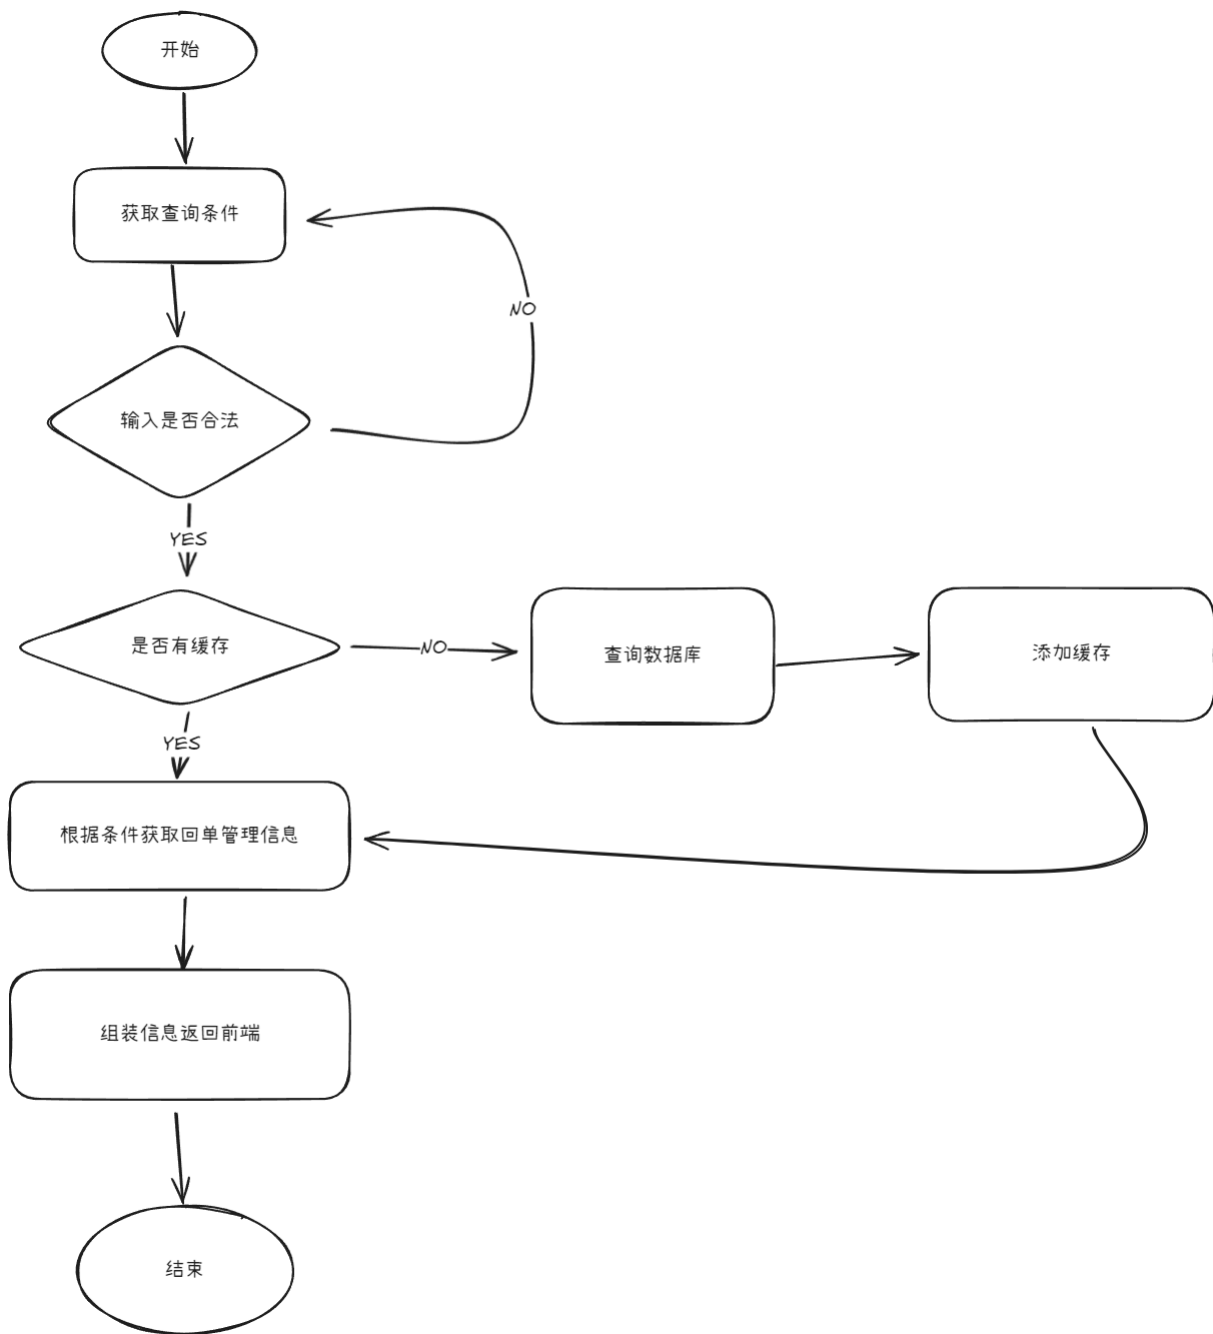 开始
获取查询条件
NO
输入是否合法
YES
是否有缓存
NO
查询数据库
添加缓存
YES
根据条件获取回单管理信息
组装信息返回前端
结束